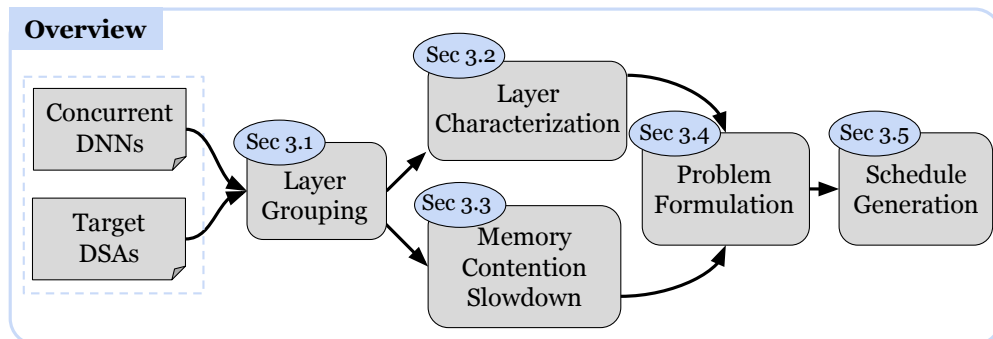 Overview
Concurrent
DNNs
Target
DSAs
Sec 3.1
Layer
Grouping
Sec 3.2
Layer
Characterization
Sec 3.3
Memory
Contention
Slowdown
Sec 3.4
Problem
Formulation
Sec 3.5
Schedule
Generation